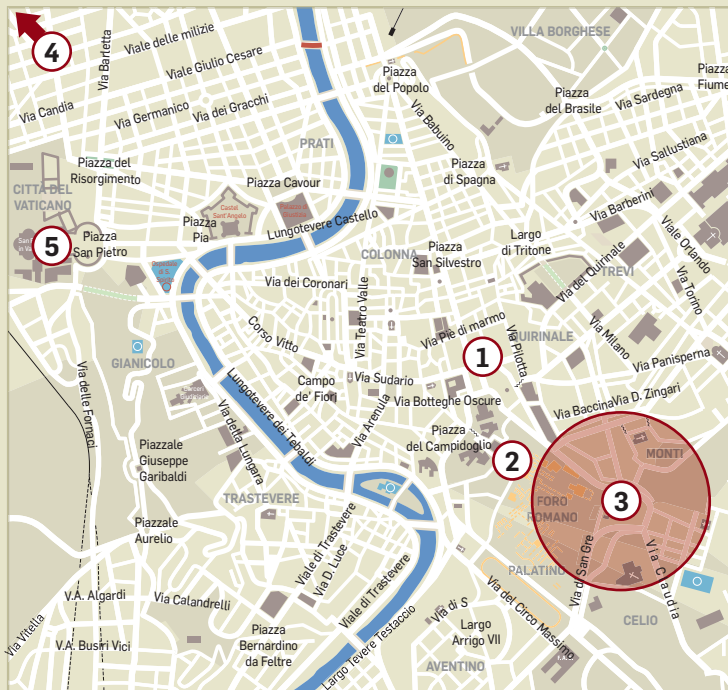 4
Via Barletta
Viale delle milizie
Viale Giulio Cesare
Via Candia
Via Germanico
Via dei Gracchi
Piazza
del Popolo
Via Babuino
VILLA BORGHESE
Piazza
del Brasile
Piazza
Fiume
Via Sardegna
Via Sallustiana
PRATI
Piazza del
Risorgimento
Piazza Cavour
Piazza
di Spagna
CITTÀ DEL
VATICANO
Castel
Sant'Angelo
Piazza
Pia
Lungotevere Castello
Via Barberini
Viale Orlando
5
Piazza
San Pietro
COLONNA
Piazza
San Silvestro
Largo
di Tritone
Via del Quirinale
TREVI
Via Torino
Via dei Coronari
Via Teatro Valle
Corso Vitto
Via Pie di marmo
Via Pilotta
QUIRINALE
Via Milano
Via Panisperna
1
GIANICOLO
Via delle Fornaci
Lungotevere dei Tebaldi
Campo
de' Fiori
Via Sudario
Via Arenula
Via Botteghe Oscure
Via Baccina
Via D. Zingari
Via della Lungara
Piazza
del Campidoglio
2
MONTI
3
FORO
ROMANO
Piazzale
Giuseppe
Garibaldi
TRASTEVERE
Piazzale
Aurelio
Viale di Trastevere
Via D. Luce
Viale di Trastevere
PALATINO
Via di San Gre
Via Claudia
V.A. Algardi
Via Calandrelli
Via Vitella
V.A. Busiri Vici
Piazza
Bernardino
da Feltre
Largo Tevere Testaccio
Via di S
Largo
Arrigo VII
Via del Circo Massimo
CELIO
AVENTINO